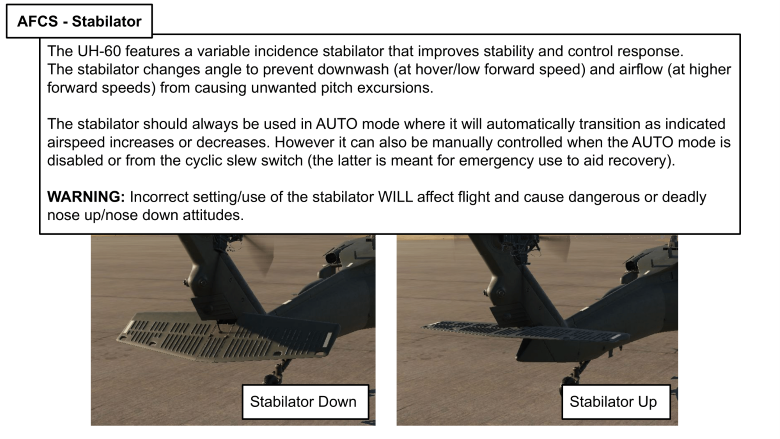 AFCS - Stabilator
The UH-60 features a variable incidence stabilator that improves stability and control response.
The stabilator changes angle to prevent downwash (at hover/low forward speed) and airflow (at higher
forward speeds) from causing unwanted pitch excursions.
The stabilator should always be used in AUTO mode where it will automatically transition as indicated
airspeed increases or decreases. However it can also be manually controlled when the AUTO mode is
disabled or from the cyclic slew switch (the latter is meant for emergency use to aid recovery).
WARNING: Incorrect setting/use of the stabilator WILL affect flight and cause dangerous or deadly
nose up/nose down attitudes.
Stabilator Down
Stabilator Up